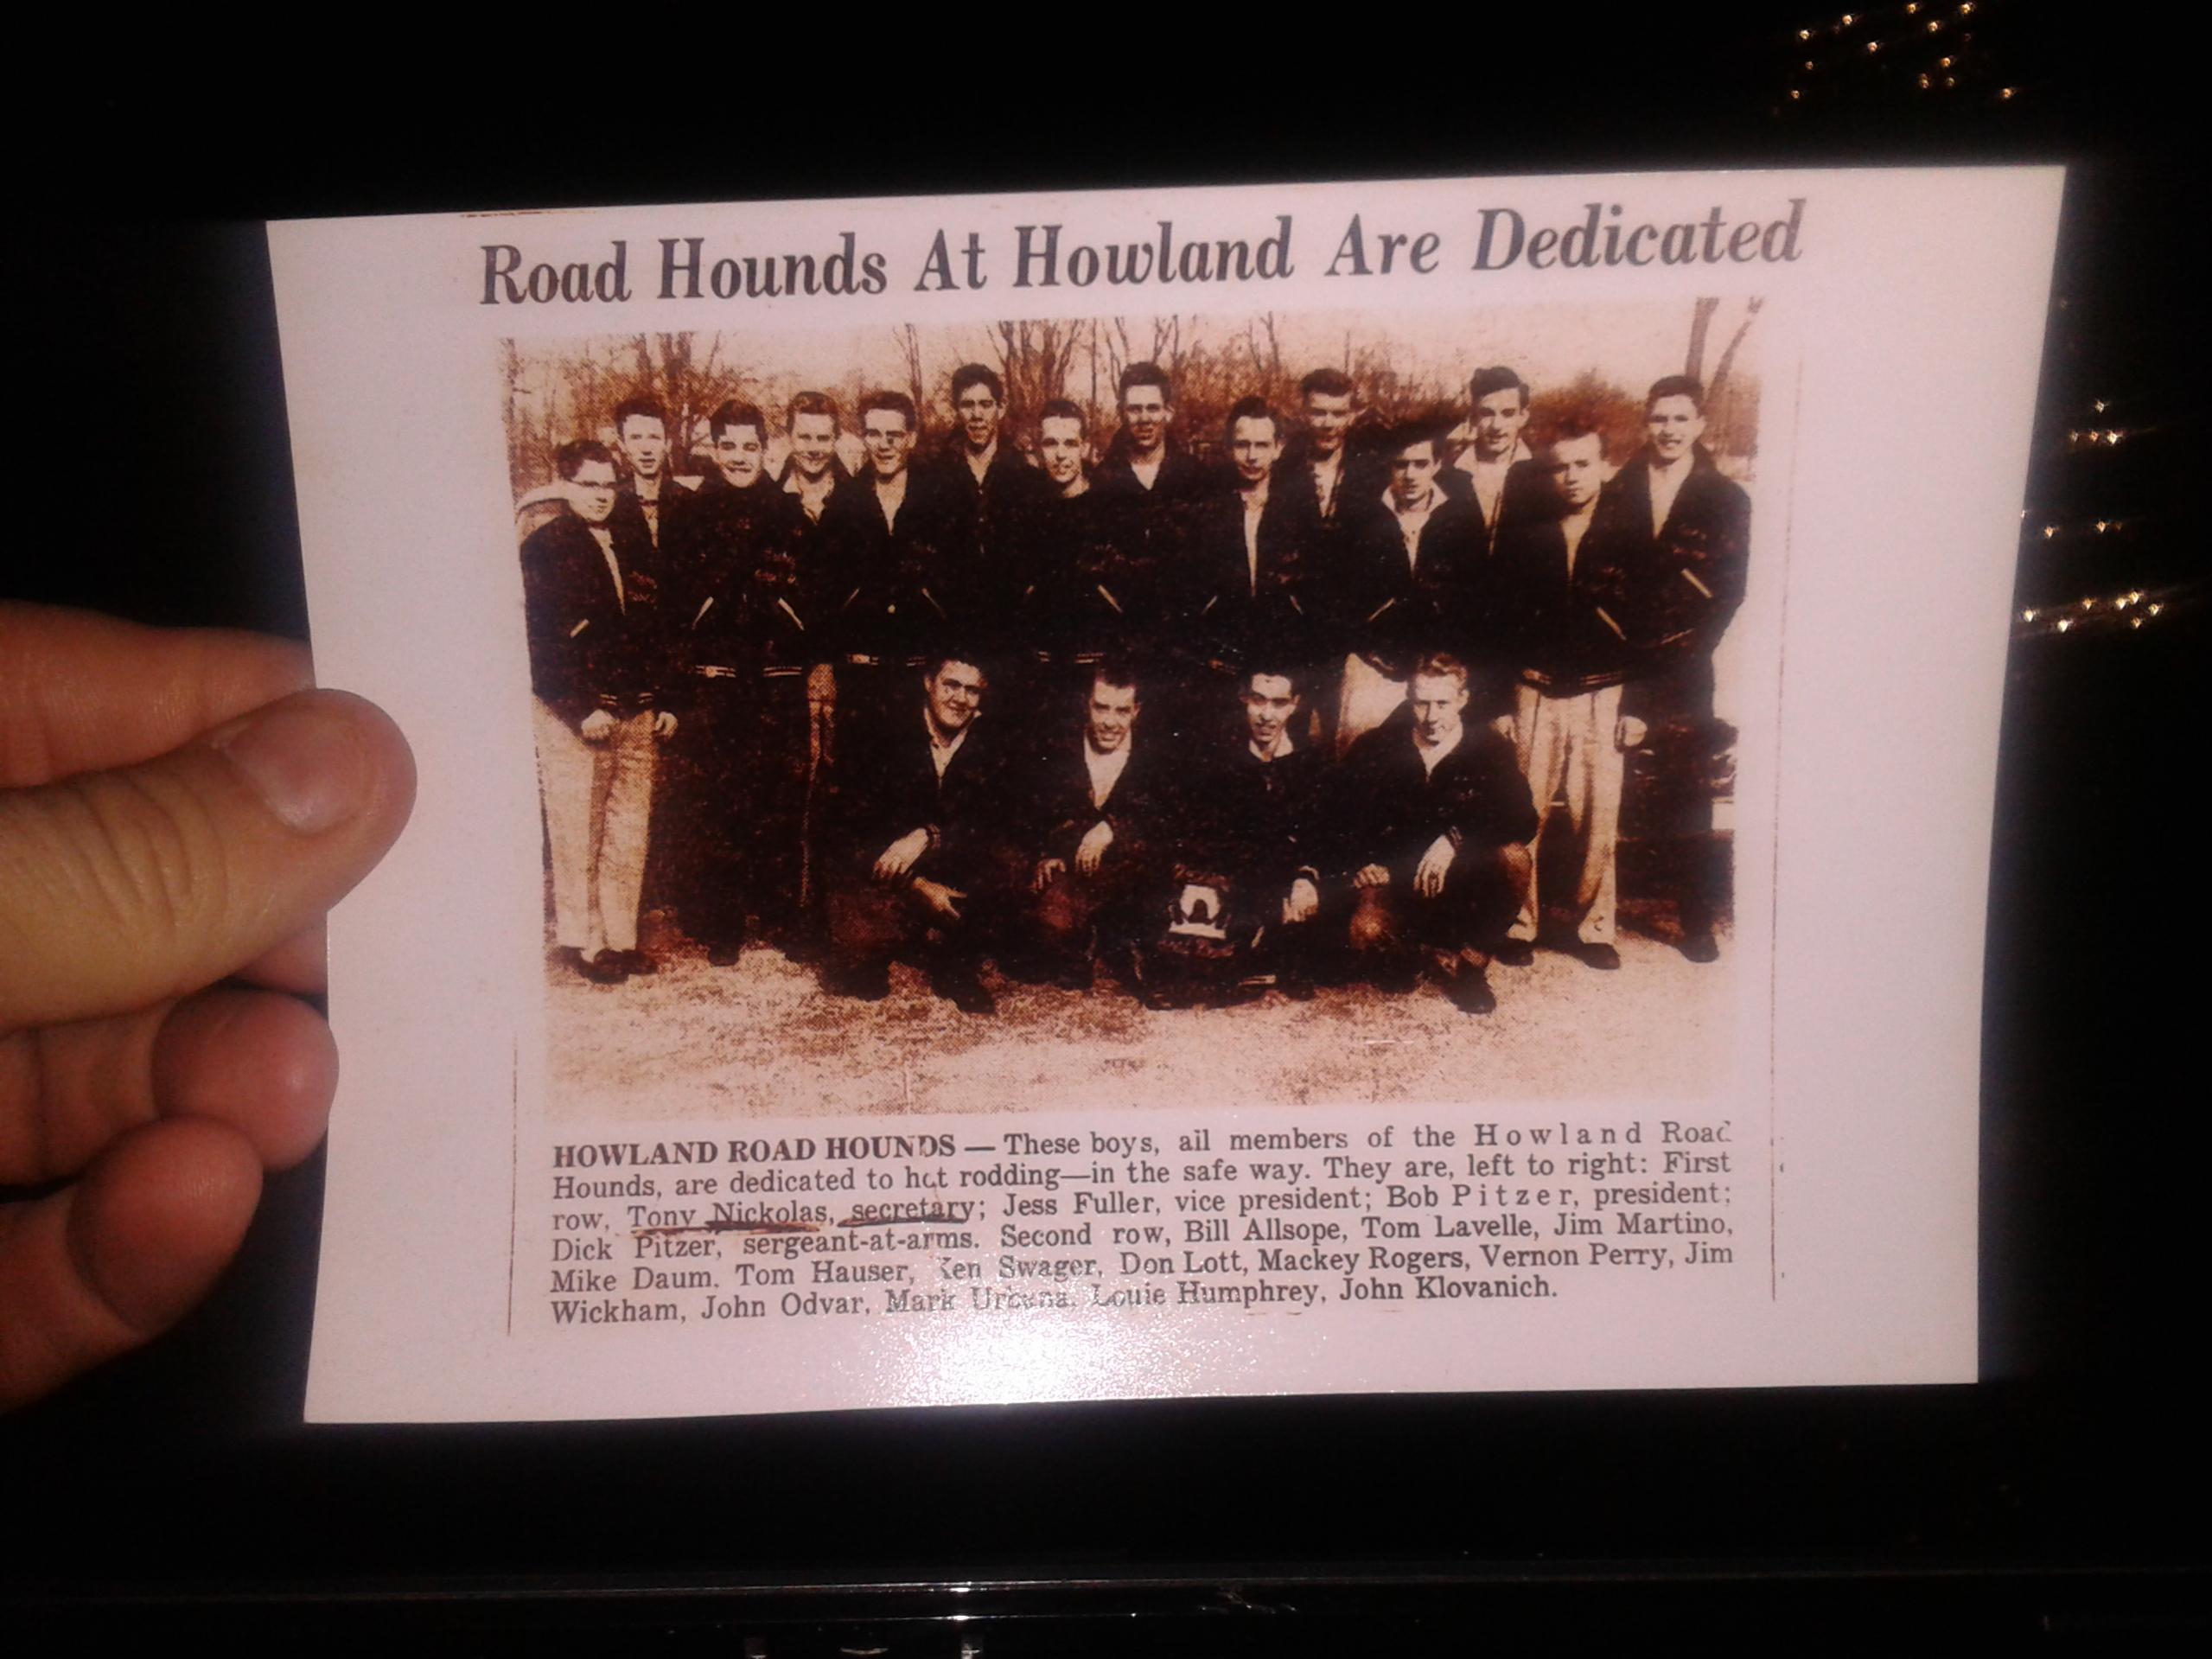 Road Hounds At Howland Are Dedicated
HOWLAND ROAD HOUNDS — These boys, all members of the Howland Road
Hounds, are dedicated to hot rodding—in the safe way. They are, left to right: First
row, Tony Nickolas, secretary; Jess Fuller, vice president; Bob Pitzer, president;
Dick Pitzer, sergeant-at-arms. Second row, Bill Allsope, Tom Lavelle, Jim Martino,
Mike Daum, Tom Hauser, Ken Swager, Don Lott, Mackey Rogers, Vernon Perry, Jim
Wickham, John Odvar, Mark Louie Humphrey, John Klovanich.